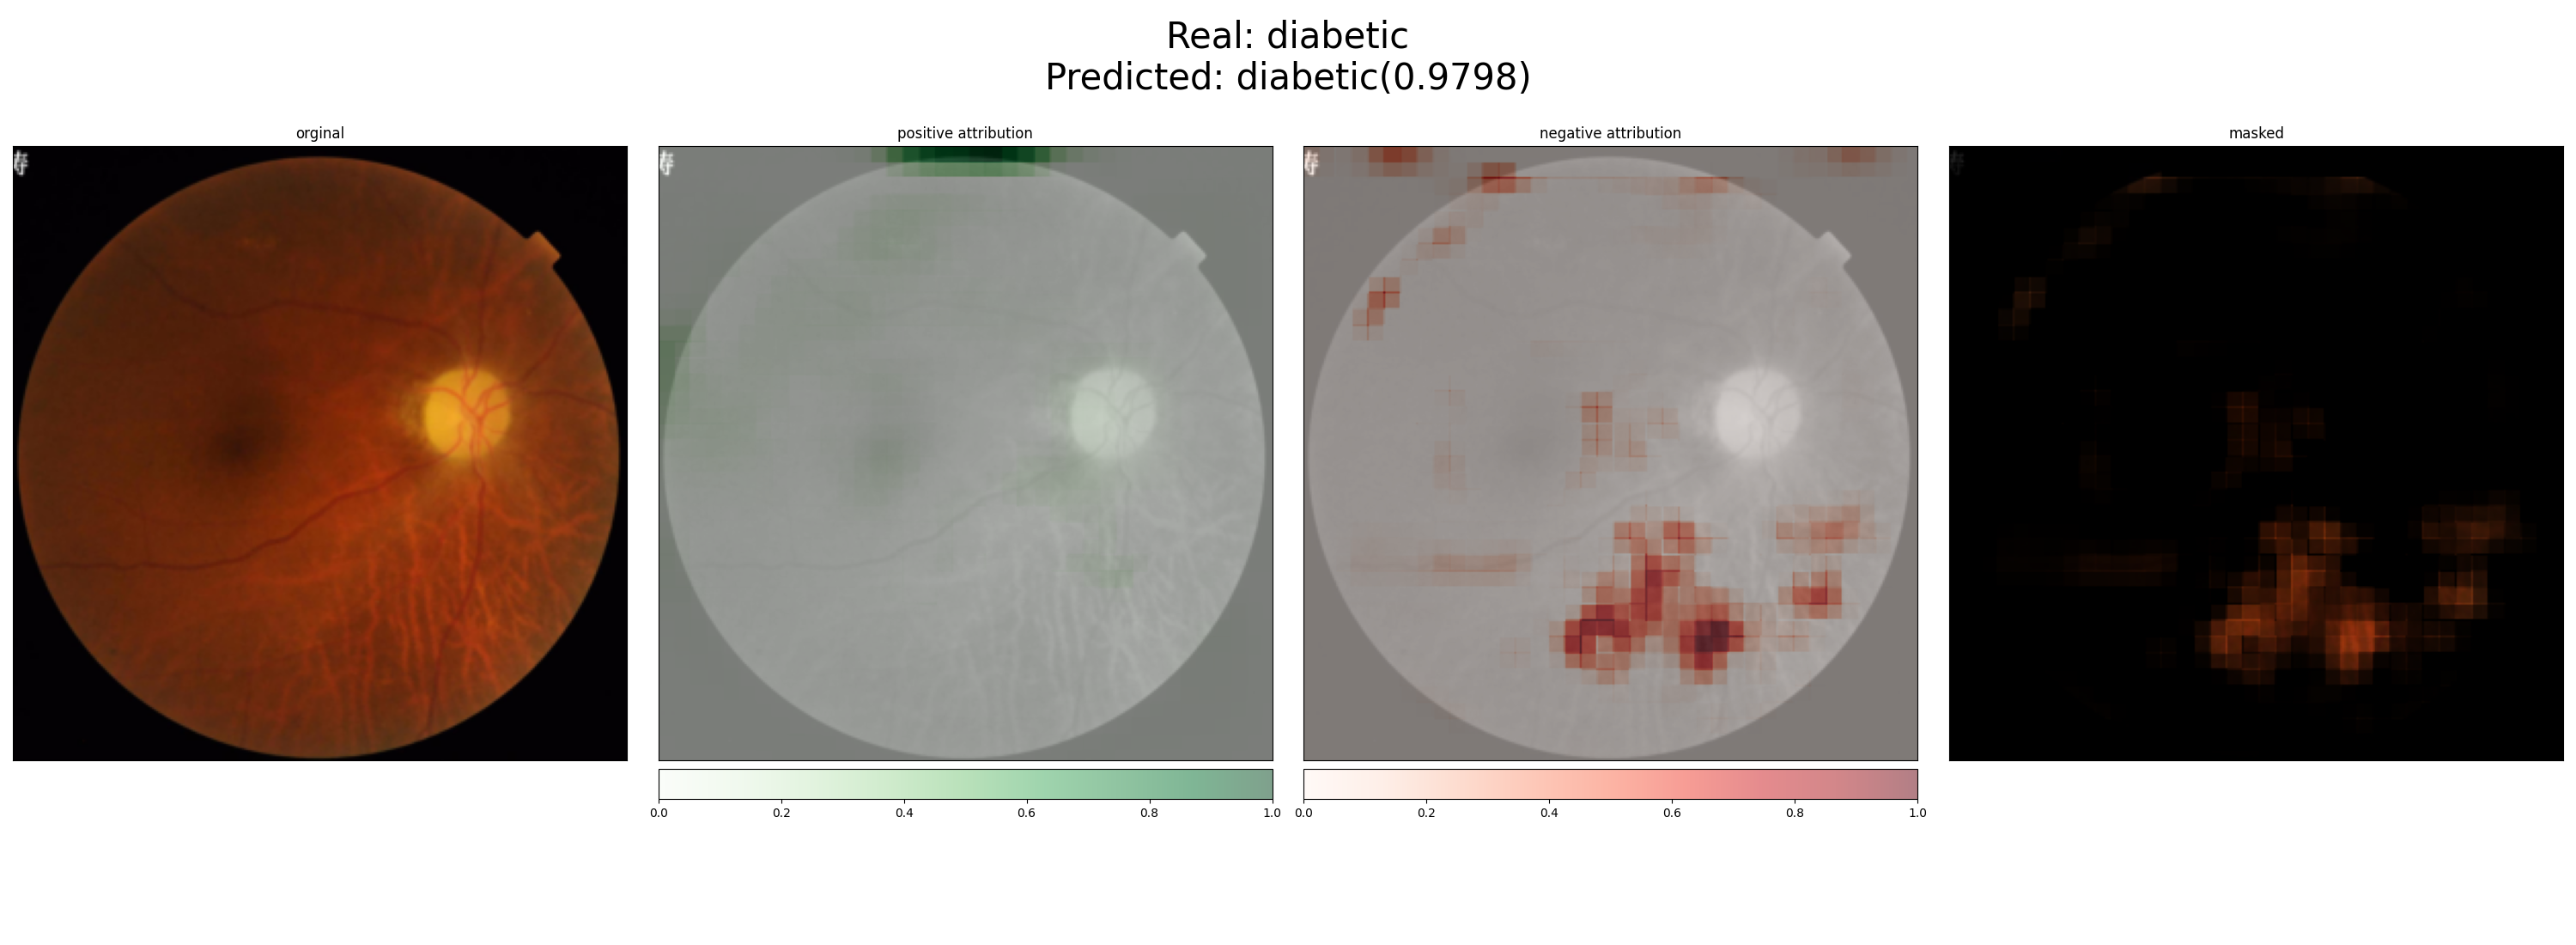 Real: diabetic
Predicted: diabetic(0.9798)
orginal
positive attribution
negative attribution
masked
0.0 0.2 0.4 0.6 0.8 1.0
0.0 0.2 0.4 0.6 0.8 1.0